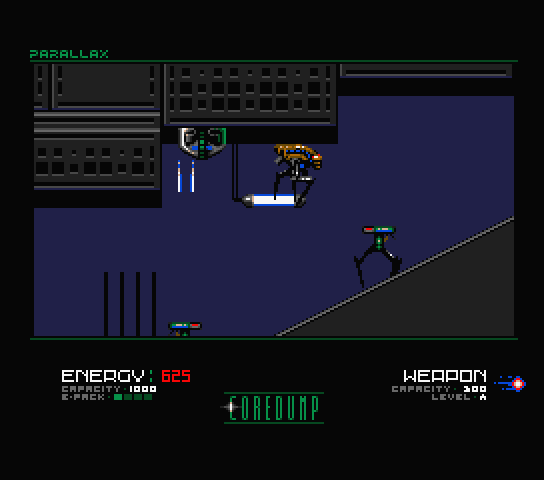 PARALLAX
ENERGY: 625
CAPACITY· 1000
E-PACK·
WEAPON
CAPACITY· 300
LEVEL· A
COREDUMP